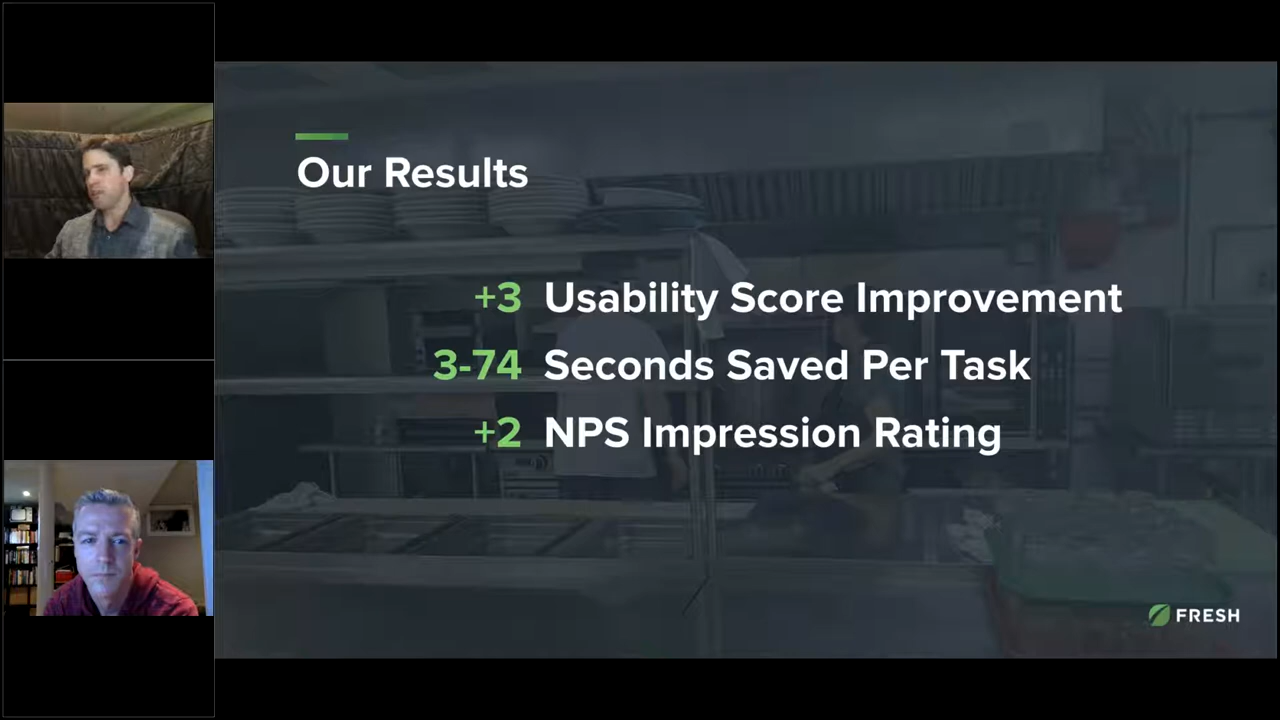 Our Results
+3 Usability Score Improvement
3-74 Seconds Saved Per Task
+2 NPS Impression Rating
FRESH